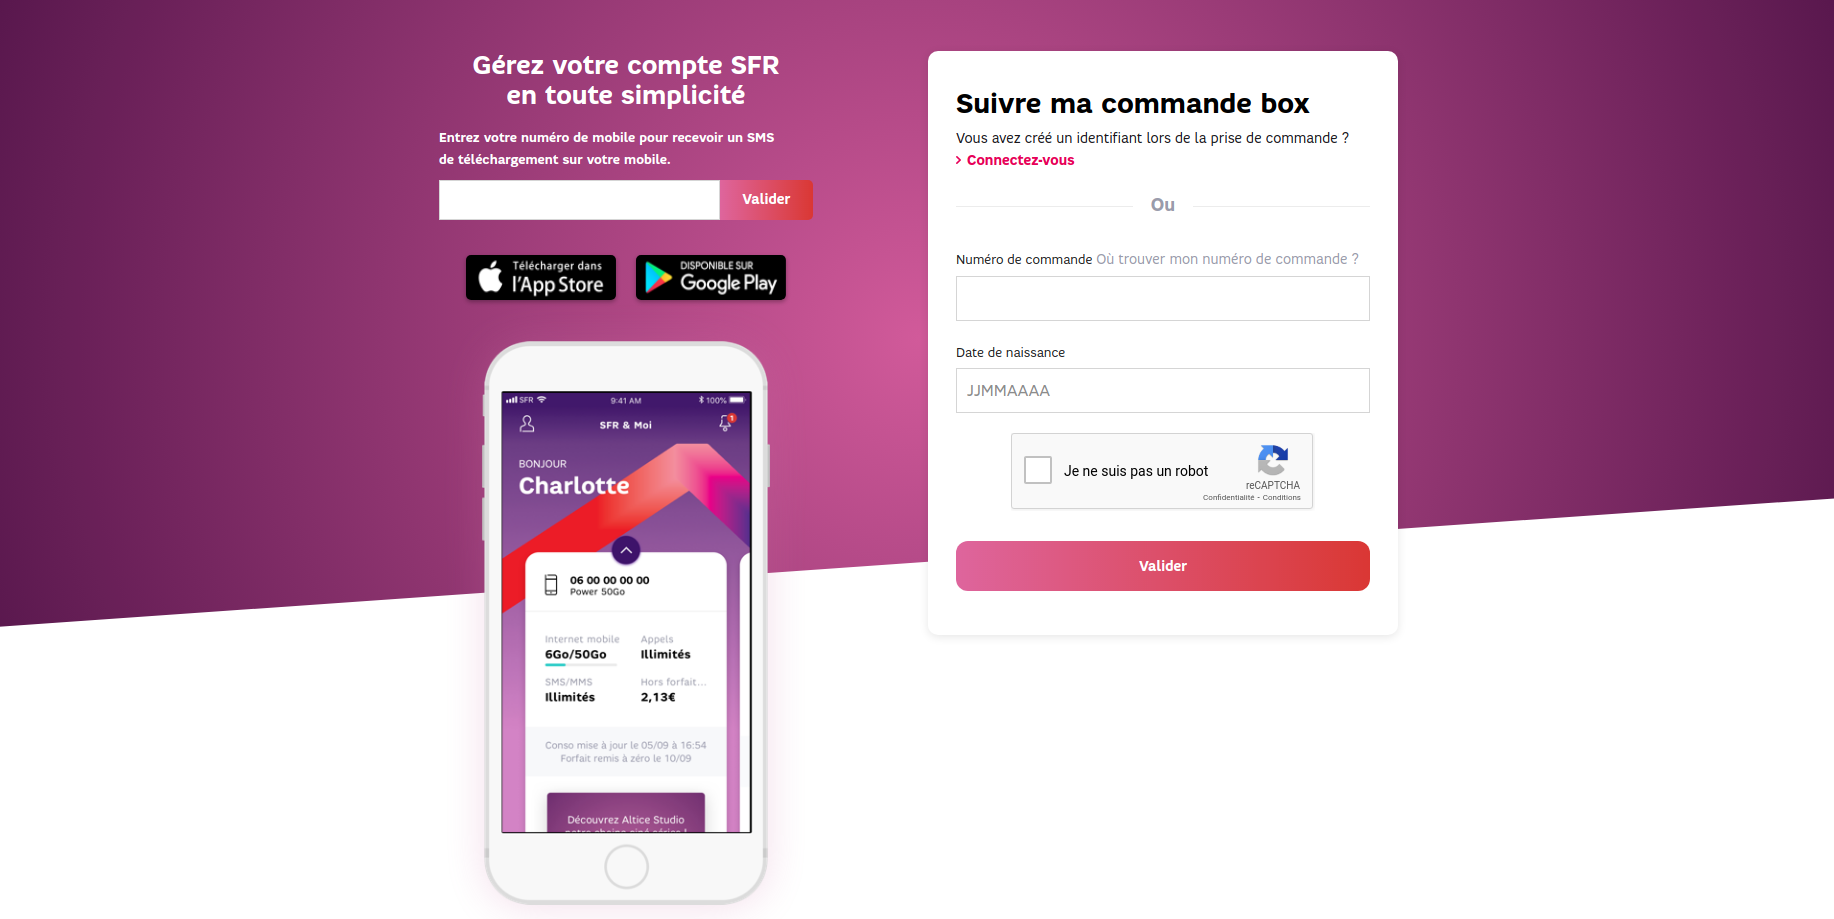 Gérez votre compte SFR
en toute simplicité
Entrez votre numéro de mobile pour recevoir un SMS
de téléchargement sur votre mobile.
Valider
Télécharger dans
l'App Store
DISPONIBLE SUR
Google Play
SFR
9:41 AM
100%
SFR & Moi
1
BONJOUR
Charlotte
06 00 00 00 00
Power 50Go
Internet mobile
6Go/50Go
Appels
Illimités
SMS/MMS
Illimités
Hors forfait...
2,13€
Conso mise à jour le 05/09 à 16:54
Forfait remis à zéro le 10/09
Découvrez Altice Studio
Suivre ma commande box
Vous avez créé un identifiant lors de la prise de commande ?
> Connectez-vous
Ou
Numéro de commande Où trouver mon numéro de commande ?
Date de naissance
JJMMAAAA
Je ne suis pas un robot
reCAPTCHA
Confidentialité - Conditions
Valider